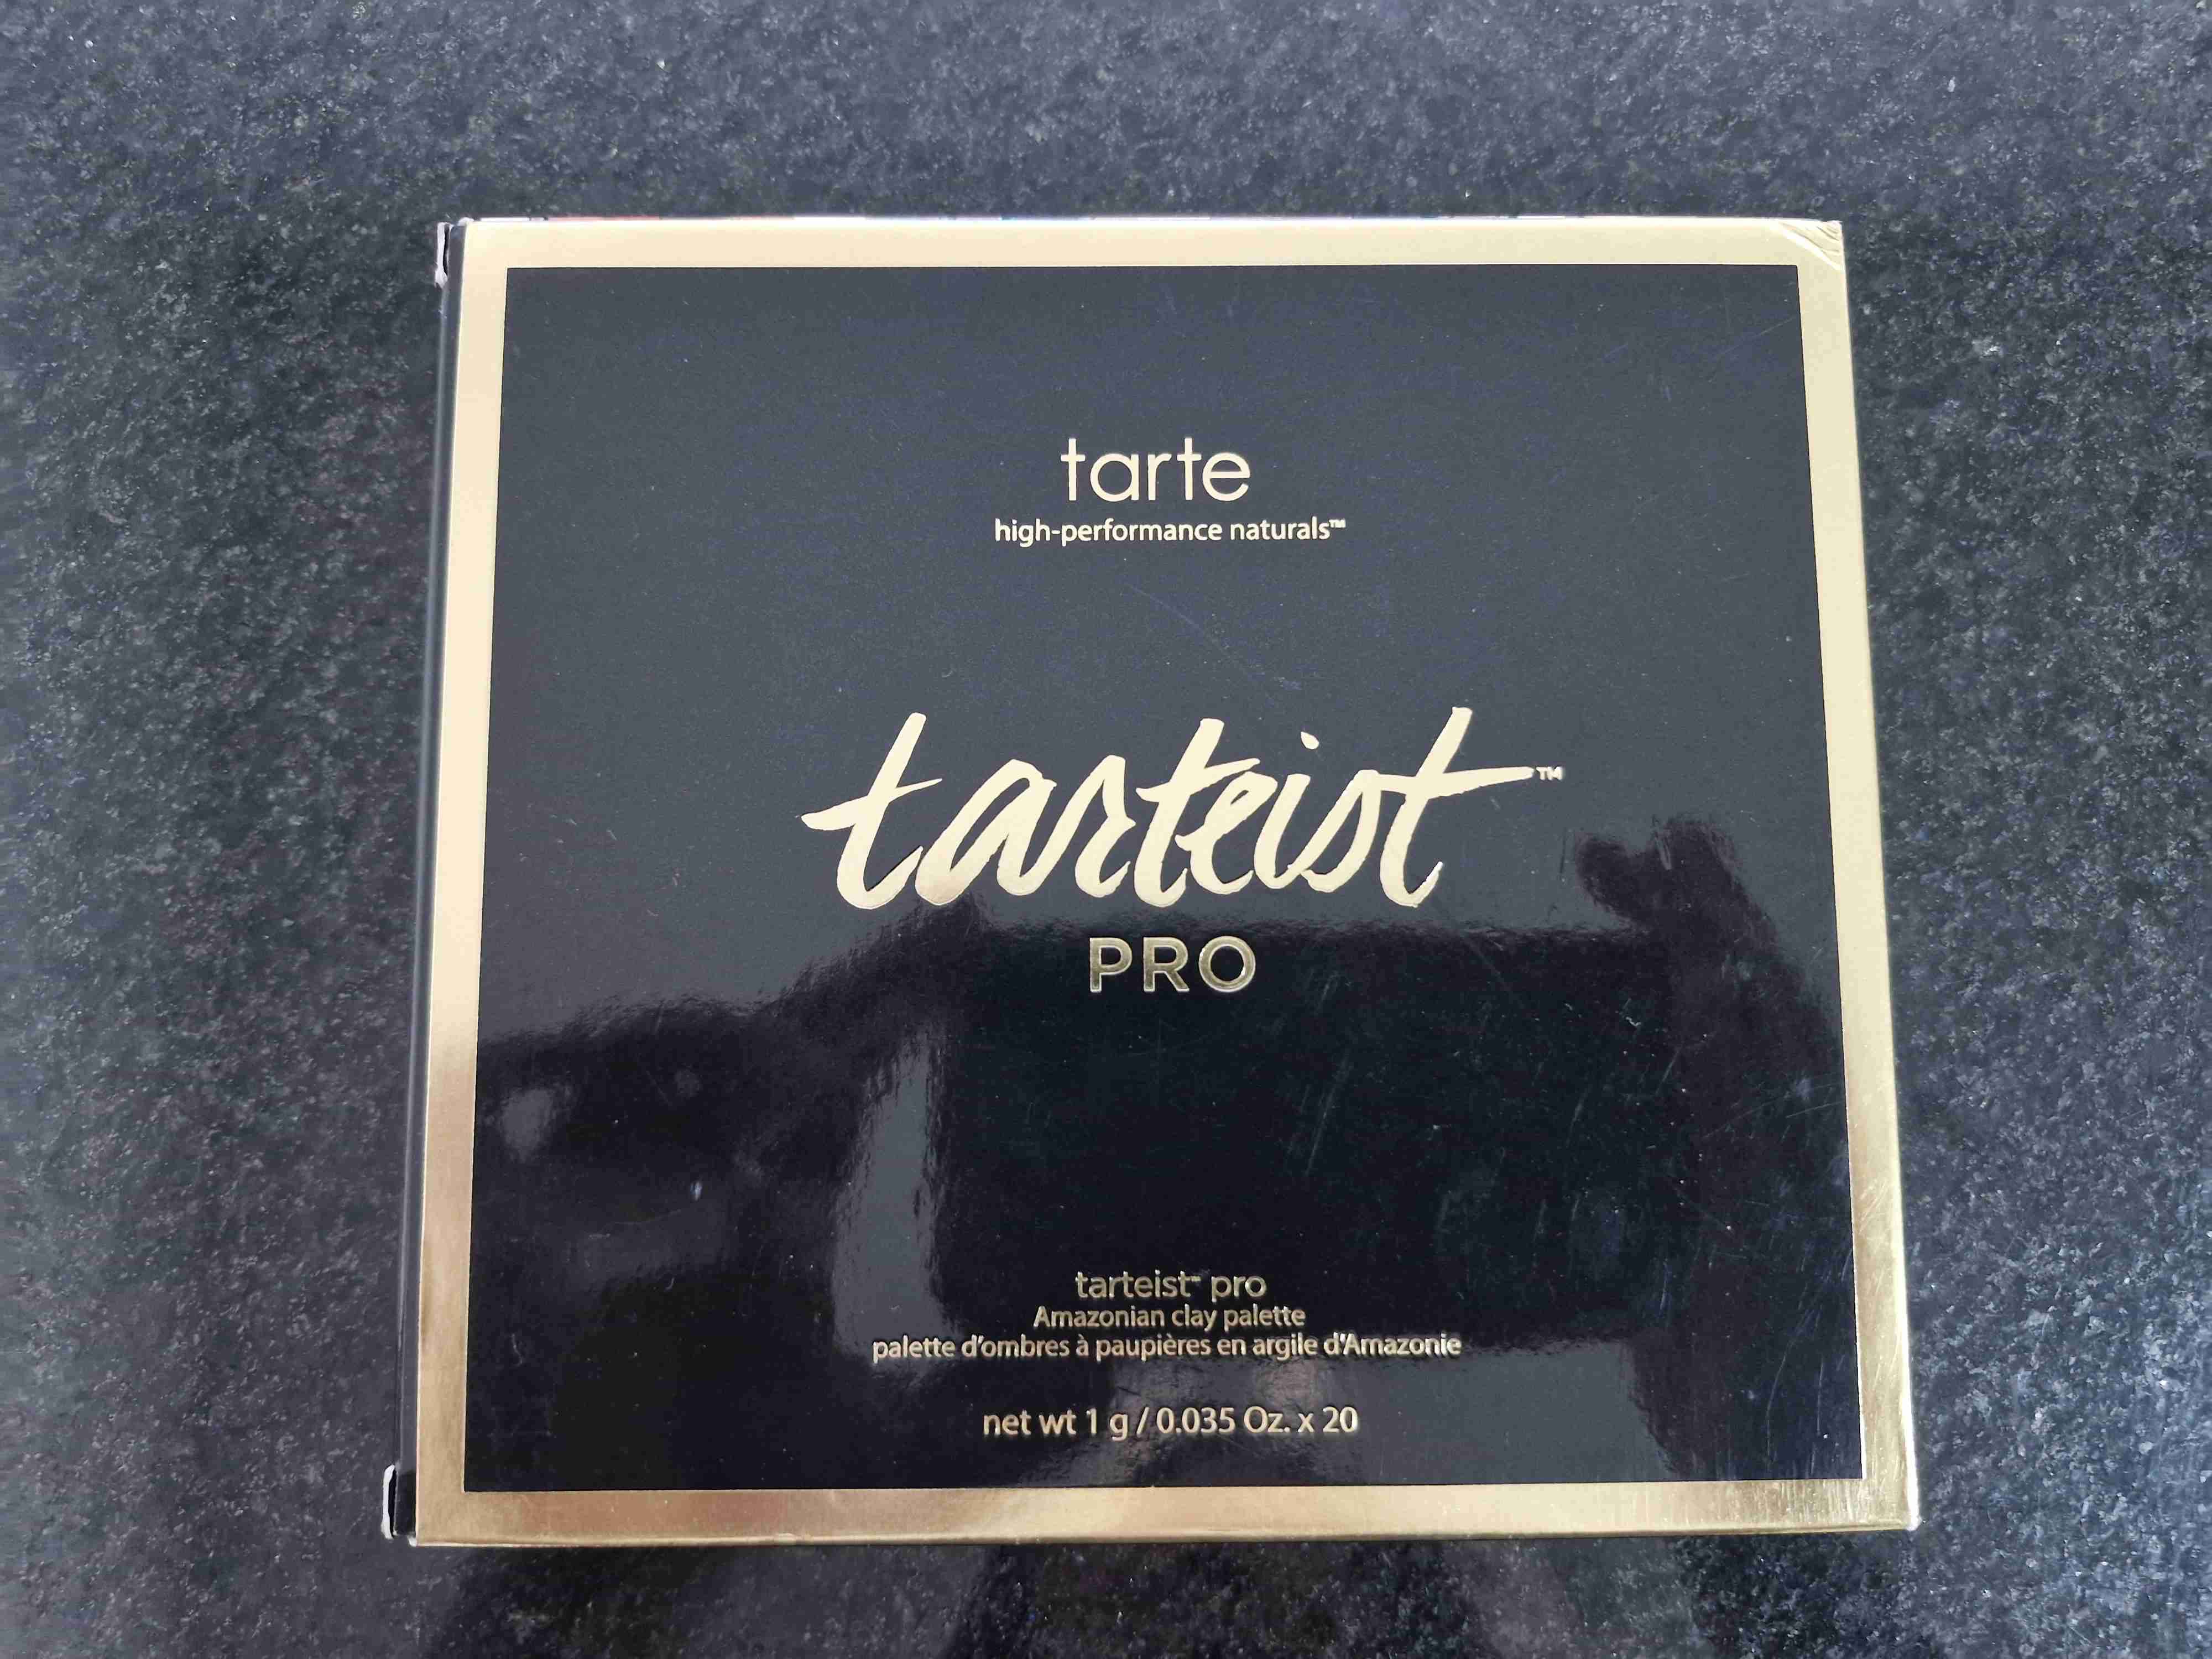 tarte
high-performance naturals™
tarteist™
PRO
tarteist™ pro
Amazonian clay palette
palette d'ombres à paupières en argile d'Amazonie
net wt 1 g / 0.035 Oz. x 20